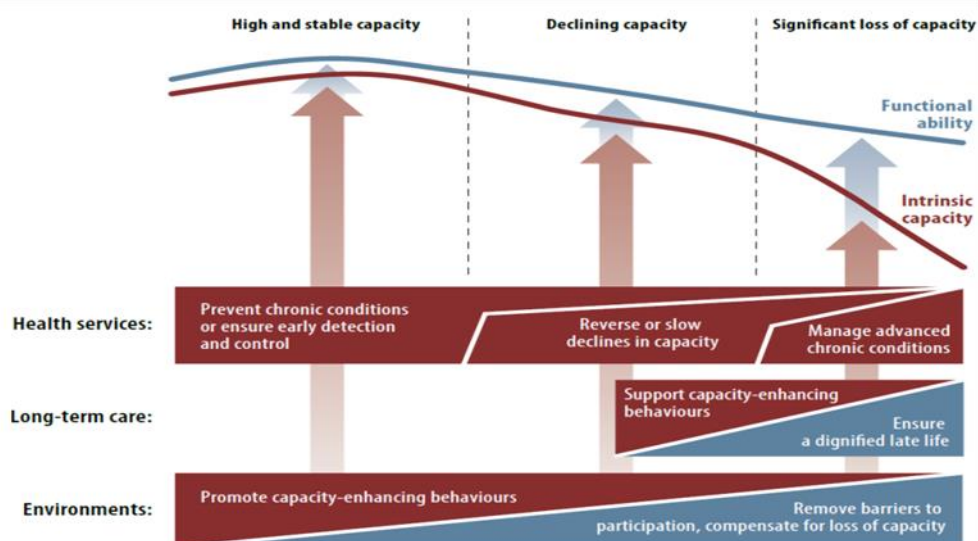 High and stable capacity
Declining capacity
Significant loss of capacity
Functional
ability
Intrinsic
capacity
Health services:
Prevent chronic conditions
or ensure early detection
and control
Reverse or slow
declines in capacity
Manage advanced
chronic conditions
Long-term care:
Support capacity-enhancing
behaviours
Ensure
a dignified late life
Environments:
Promote capacity-enhancing behaviours
Remove barriers to
participation, compensate for loss of capacity